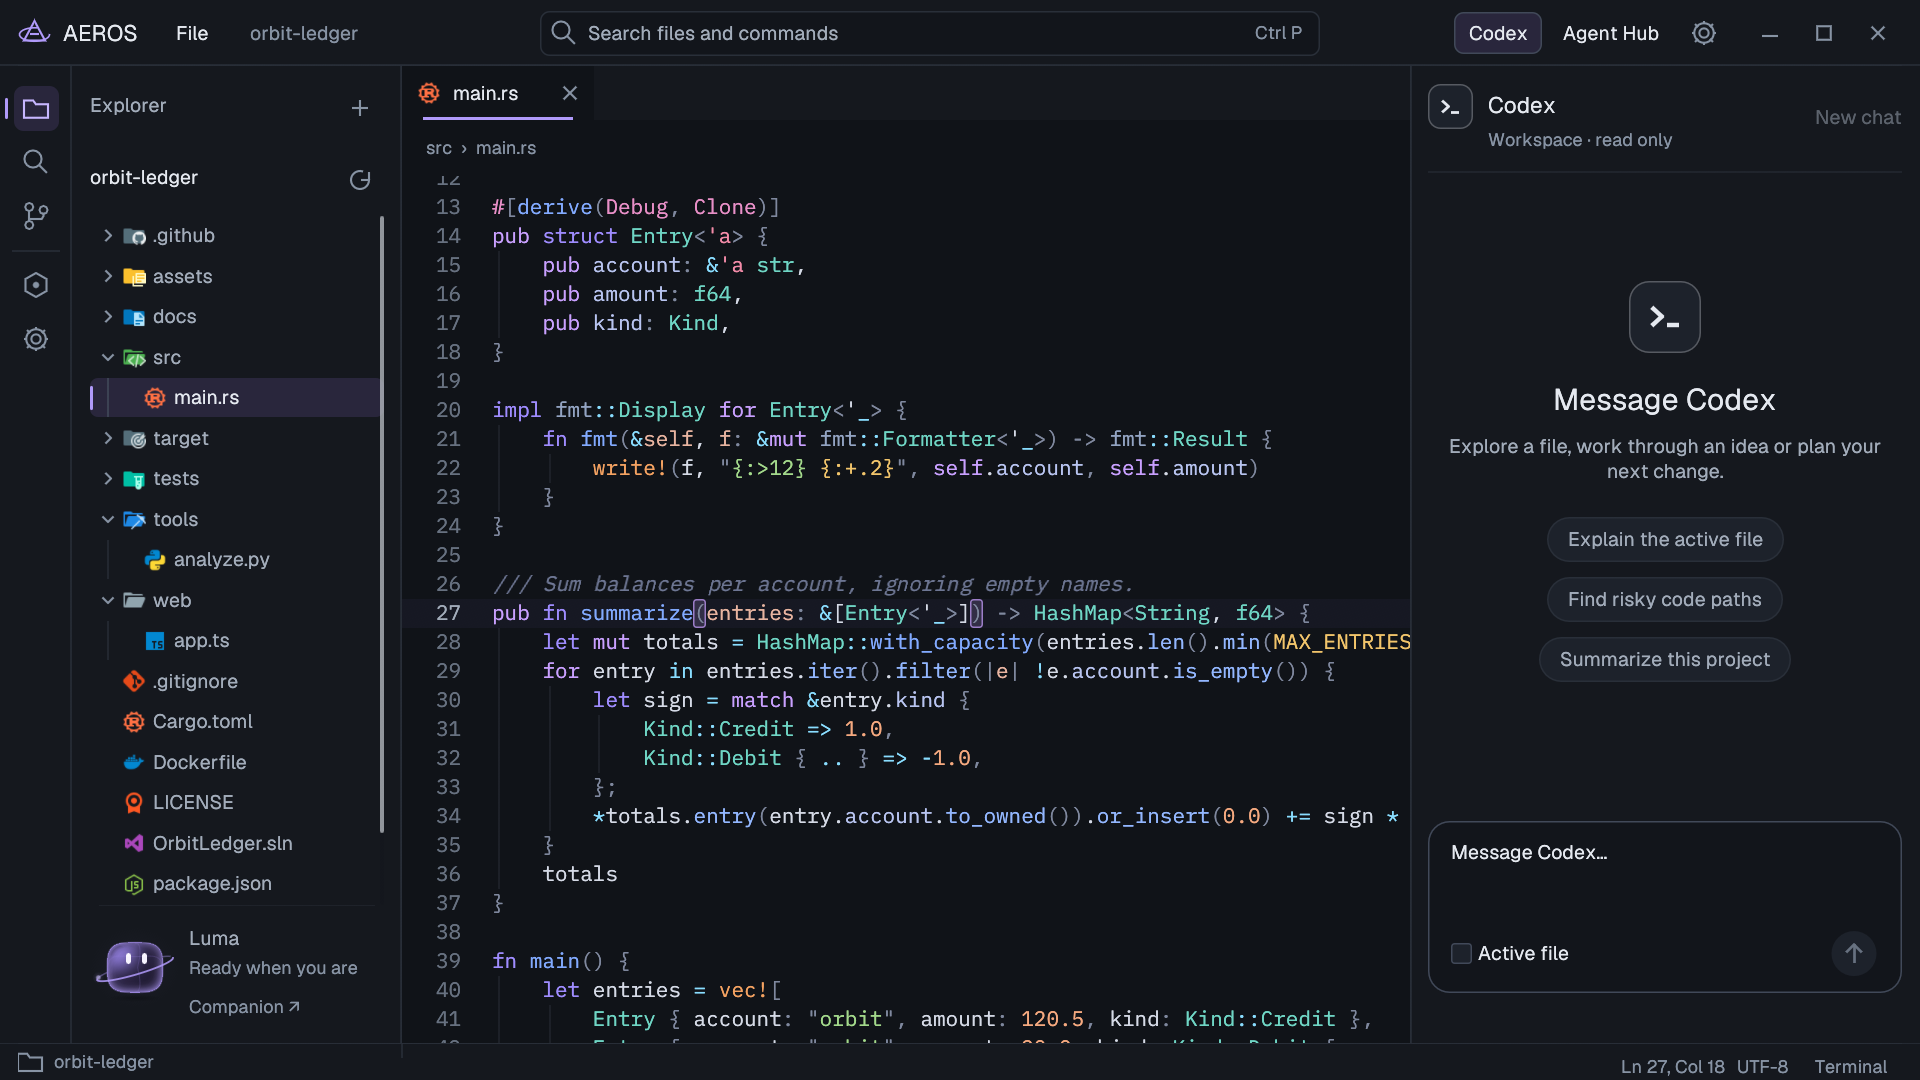 AEROS
File
orbit-ledger
Search files and commands
Ctrl P
Codex
Agent Hub
Explorer
orbit-ledger
.github
assets
docs
src
main.rs
target
tests
tools
analyze.py
web
app.ts
.gitignore
Cargo.toml
Dockerfile
LICENSE
OrbitLedger.sln
package.json
Luma
Ready when you are
Companion
main.rs
src › main.rs
12
13 #[derive(Debug, Clone)]
14 pub struct Entry<'a> {
15     pub account: &'a str,
16     pub amount: f64,
17     pub kind: Kind,
18 }
19
20 impl fmt::Display for Entry<'_> {
21     fn fmt(&self, f: &mut fmt::Formatter<'_>) -> fmt::Result {
22         write!(f, "{:>12} {:+.2}", self.account, self.amount)
23     }
24 }
25
26 /// Sum balances per account, ignoring empty names.
27 pub fn summarize(entries: &[Entry<'_>]) -> HashMap<String, f64> {
28     let mut totals = HashMap::with_capacity(entries.len().min(MAX_ENTRIES
29     for entry in entries.iter().filter(|e| !e.account.is_empty()) {
30         let sign = match &entry.kind {
31             Kind::Credit => 1.0,
32             Kind::Debit { .. } => -1.0,
33         };
34         *totals.entry(entry.account.to_owned()).or_insert(0.0) += sign *
35     }
36     totals
37 }
38
39 fn main() {
40     let entries = vec![
41         Entry { account: "orbit", amount: 120.5, kind: Kind::Credit },
Codex
Workspace · read only
New chat
Message Codex
Explore a file, work through an idea or plan your
next change.
Explain the active file
Find risky code paths
Summarize this project
Message Codex…
Active file
orbit-ledger
Ln 27, Col 18
UTF-8
Terminal